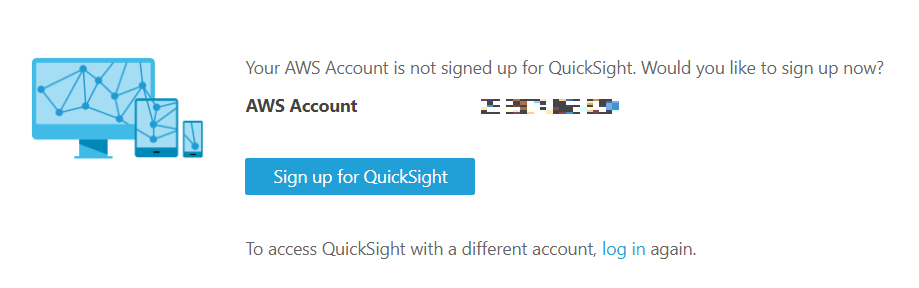 Your AWS Account is not signed up for QuickSight. Would you like to sign up now?
AWS Account
Sign up for QuickSight
To access QuickSight with a different account, log in again.